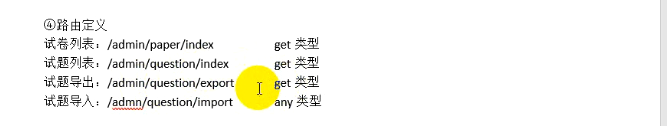 ④路由定义
试卷列表：/admin/paper/index get 类型
试题列表：/admin/question/index get 类型
试题导出：/admin/question/export get 类型
试题导入：/admn/question/import any 类型